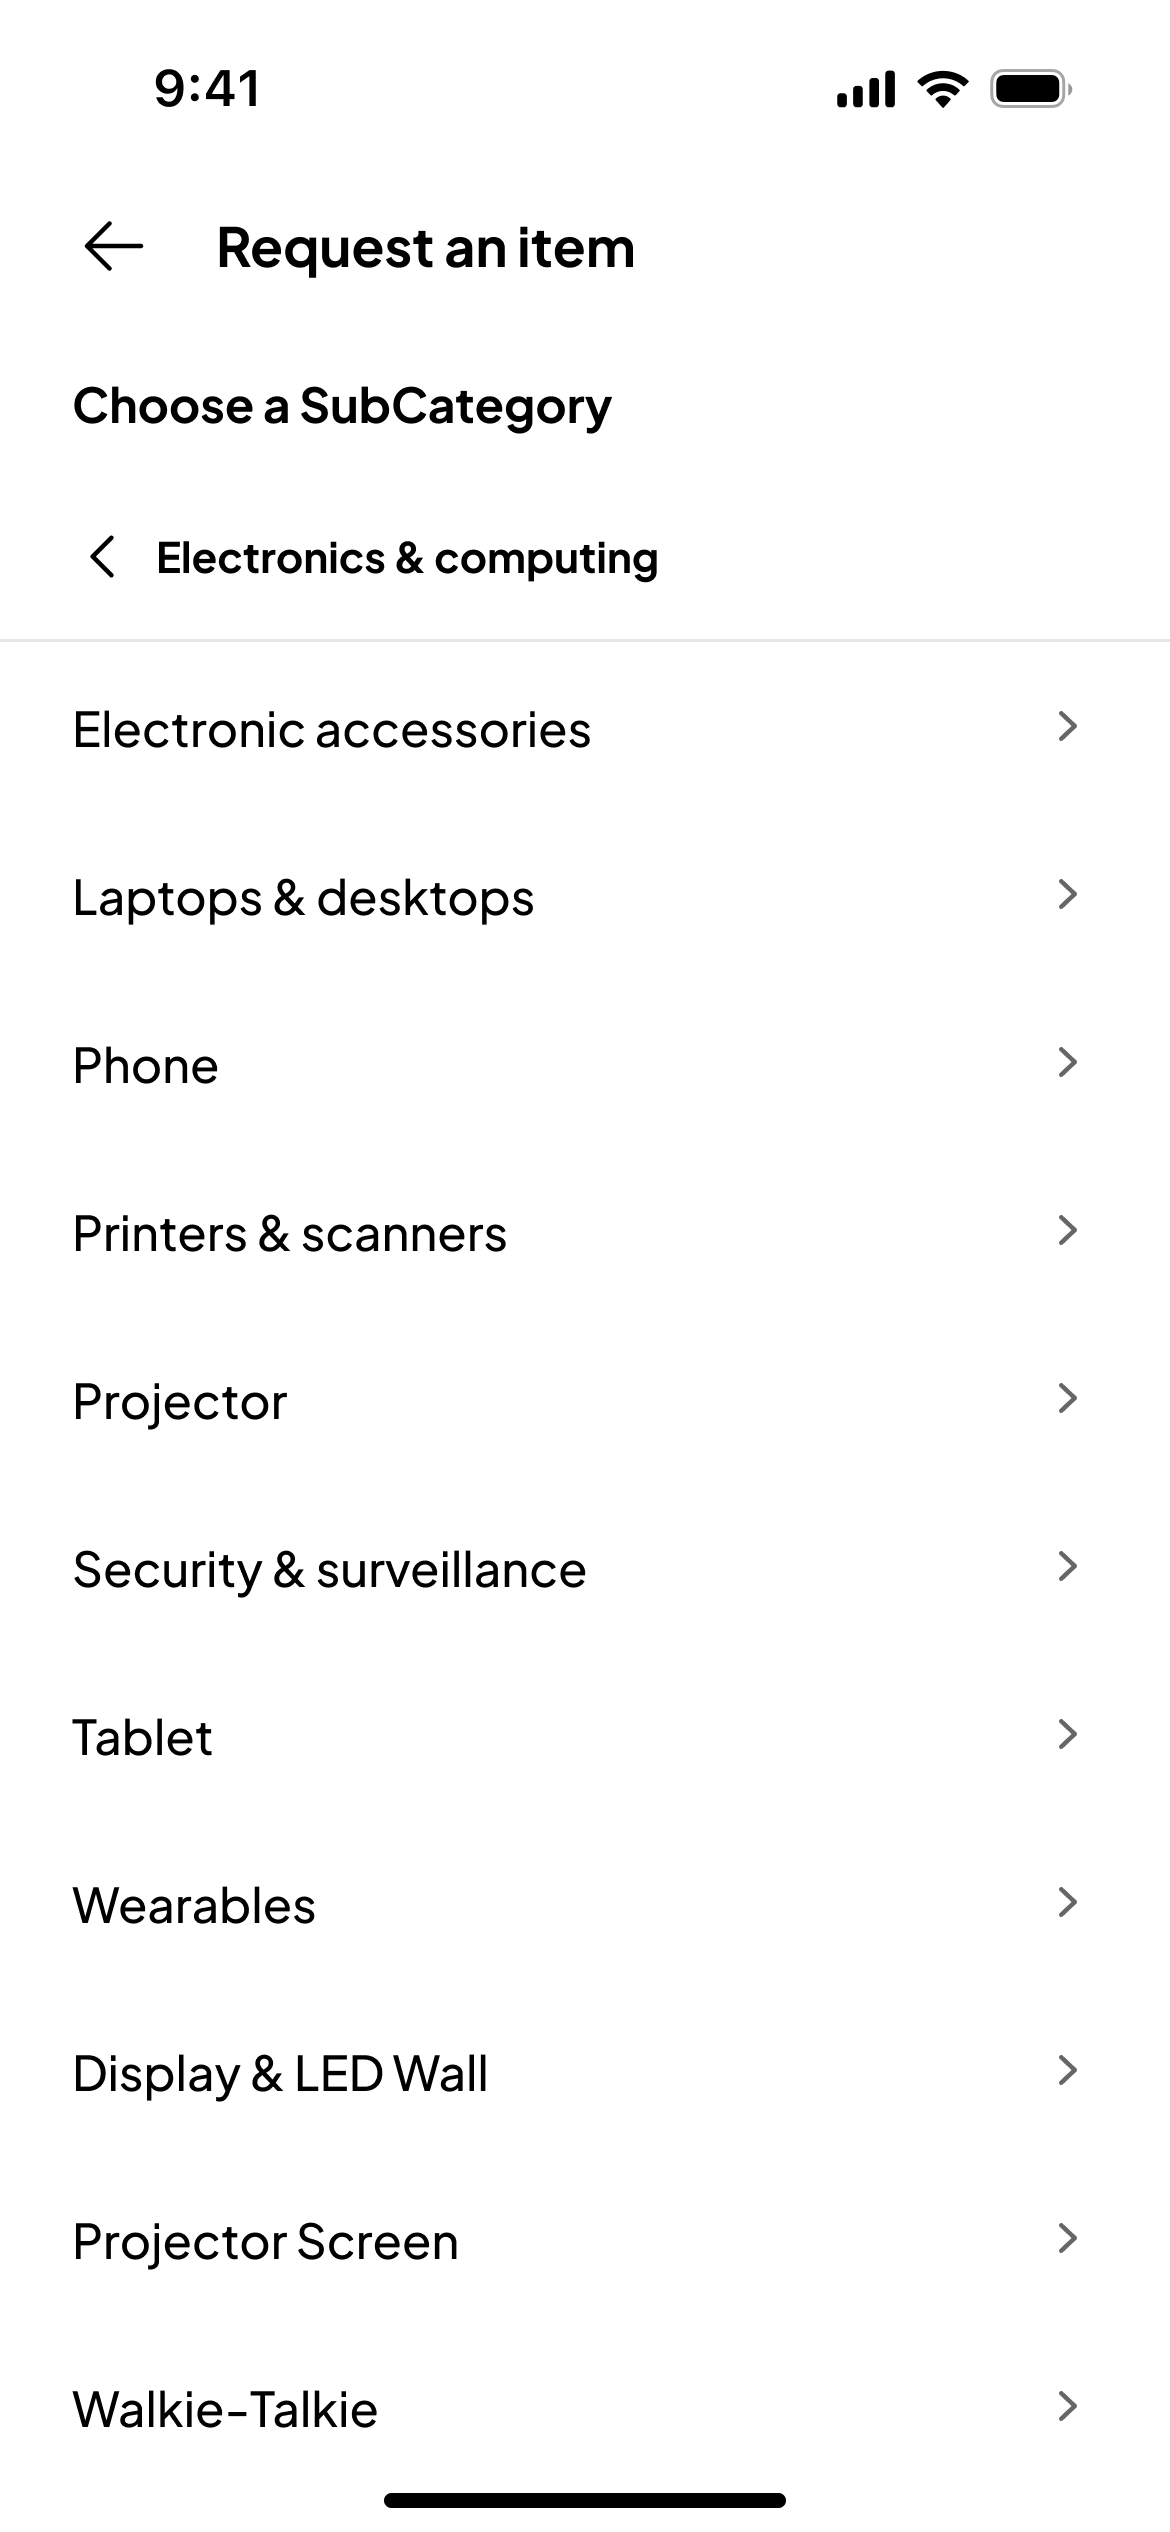 9:41
Request an item
Choose a SubCategory
Electronics & computing
Electronic accessories
Laptops & desktops
Phone
Printers & scanners
Projector
Security & surveillance
Tablet
Wearables
Display & LED Wall
Projector Screen
Walkie-Talkie